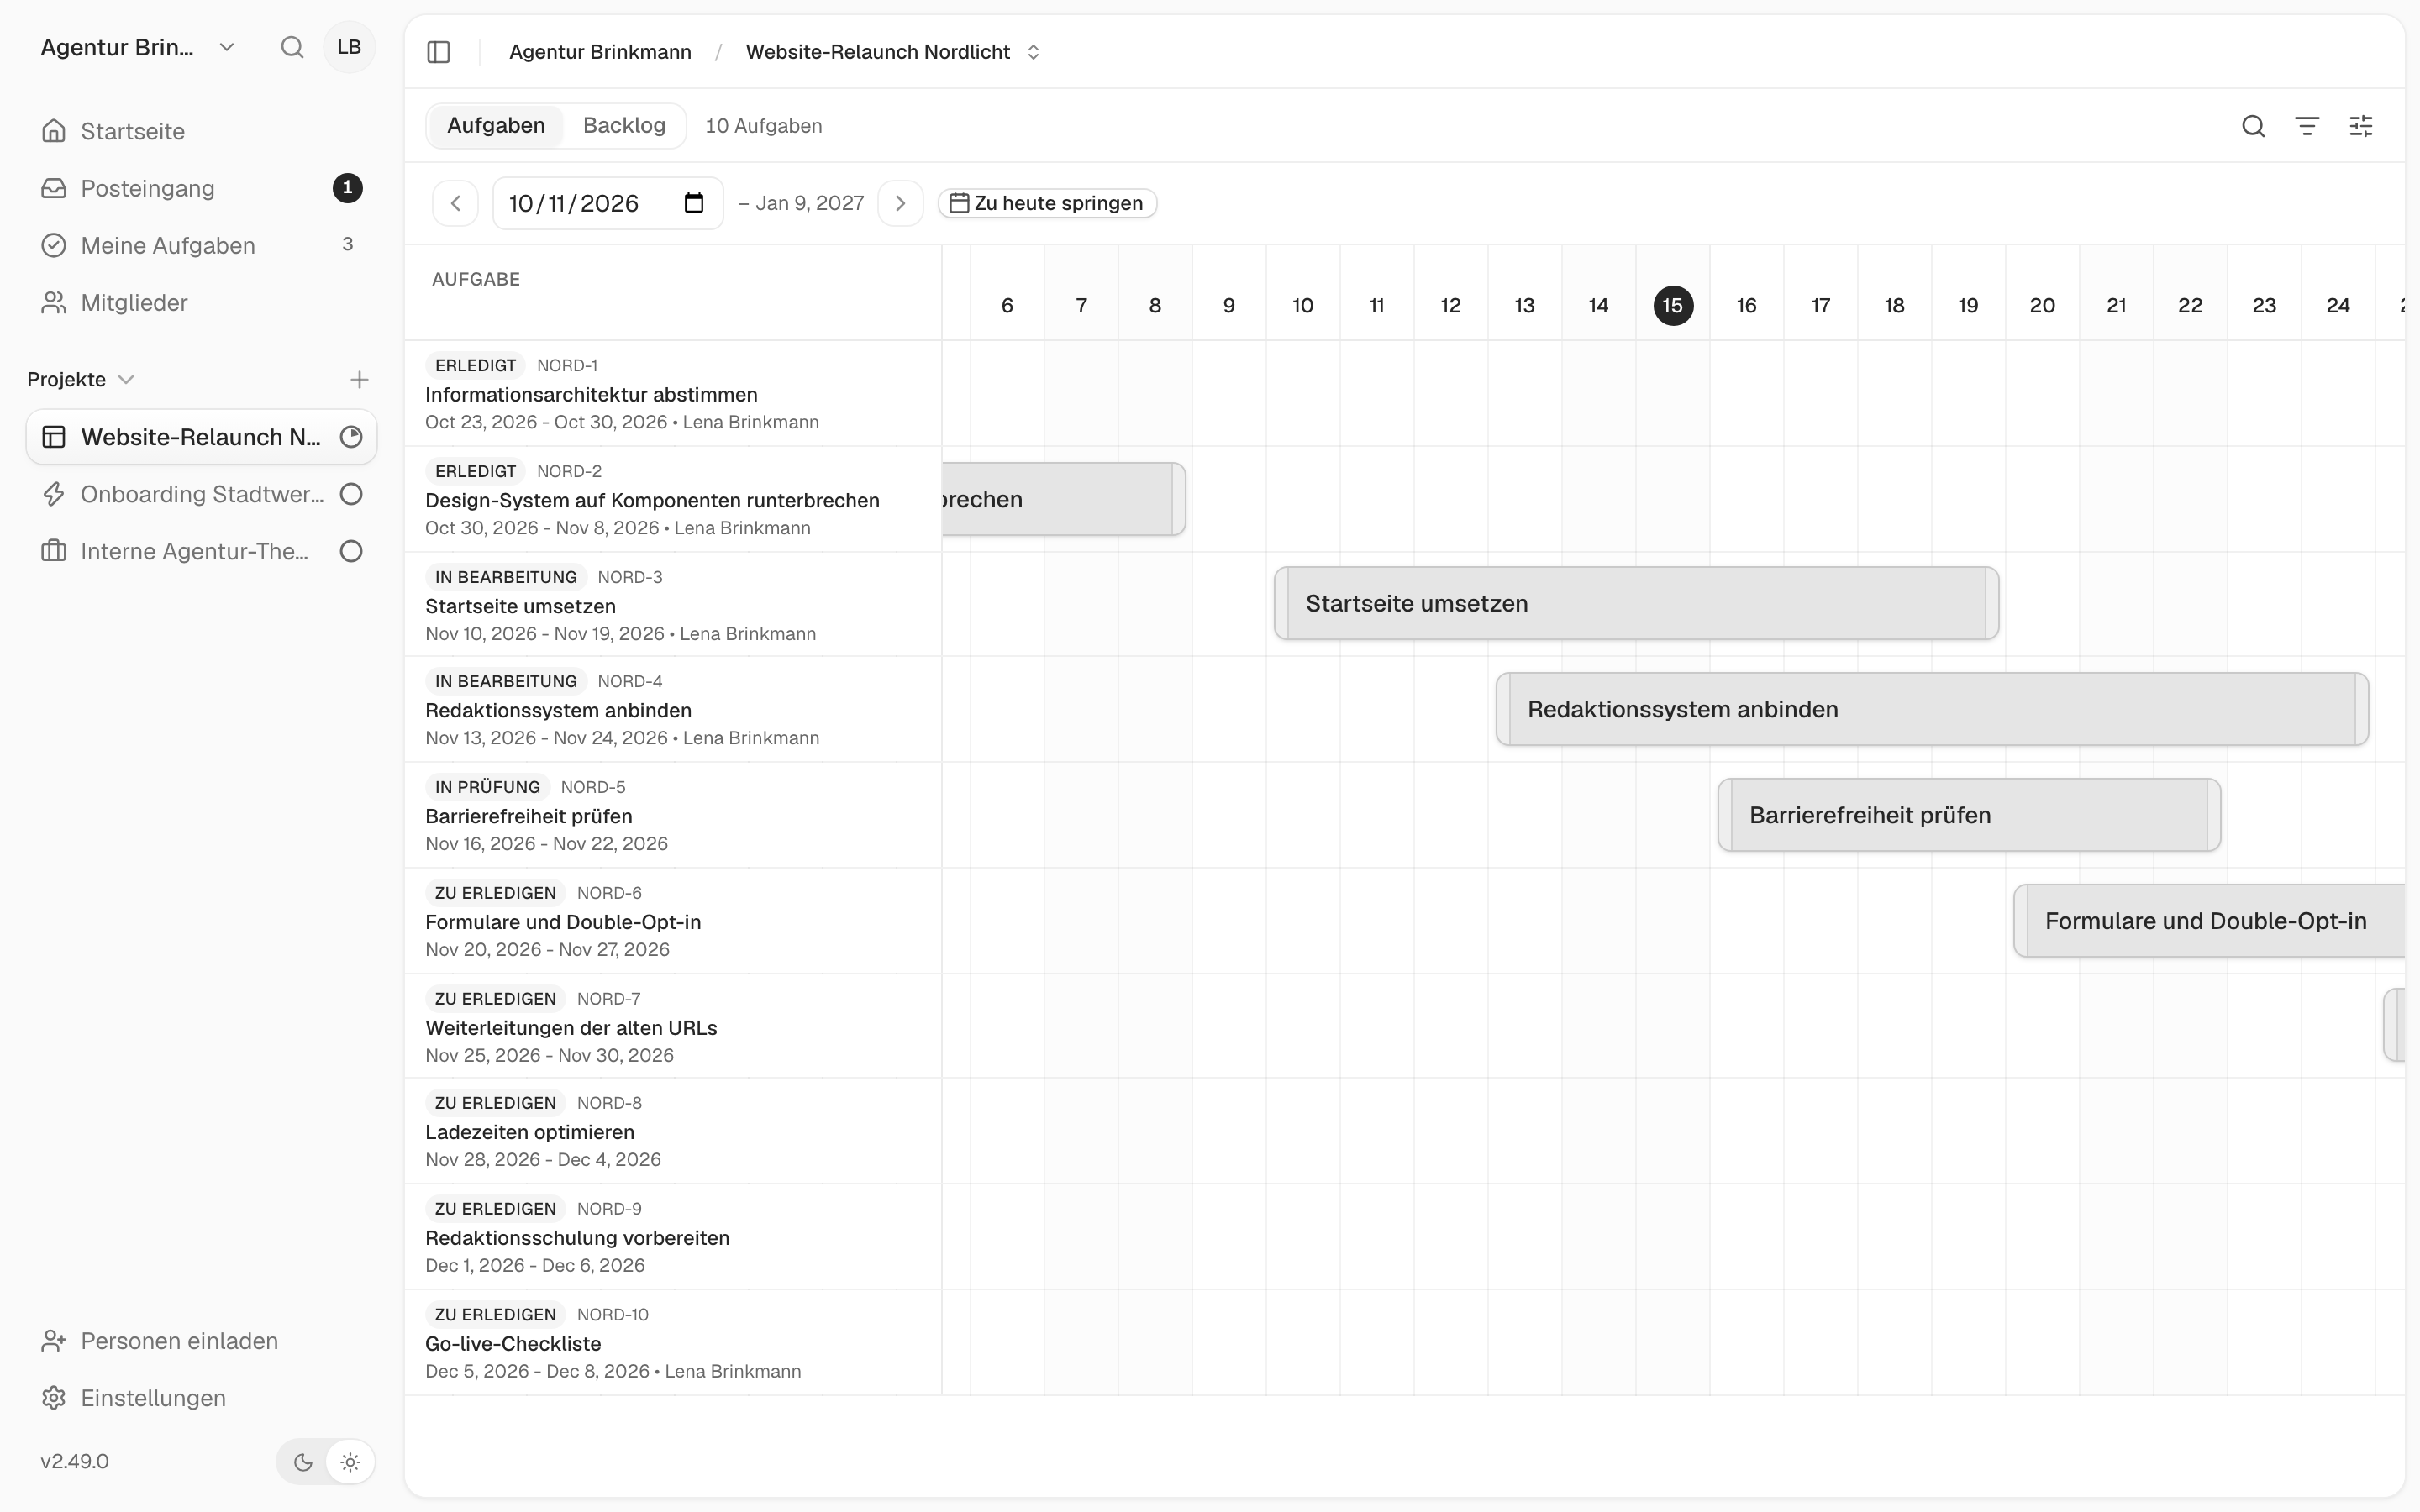 Agentur Brin...
LB
Startseite
Posteingang
1
Meine Aufgaben
3
Mitglieder
Projekte
Website-Relaunch N...
Onboarding Stadtwer...
Interne Agentur-The...
Personen einladen
Einstellungen
v2.49.0
Agentur Brinkmann / Website-Relaunch Nordlicht
Aufgaben
Backlog
10 Aufgaben
10/11/2026
– Jan 9, 2027
Zu heute springen
AUFGABE
6 7 8 9 10 11 12 13 14 15 16 17 18 19 20 21 22 23 24
ERLEDIGT NORD-1
Informationsarchitektur abstimmen
Oct 23, 2026 - Oct 30, 2026 • Lena Brinkmann
ERLEDIGT NORD-2
Design-System auf Komponenten runterbrechen
Oct 30, 2026 - Nov 8, 2026 • Lena Brinkmann
brechen
IN BEARBEITUNG NORD-3
Startseite umsetzen
Nov 10, 2026 - Nov 19, 2026 • Lena Brinkmann
Startseite umsetzen
IN BEARBEITUNG NORD-4
Redaktionssystem anbinden
Nov 13, 2026 - Nov 24, 2026 • Lena Brinkmann
Redaktionssystem anbinden
IN PRÜFUNG NORD-5
Barrierefreiheit prüfen
Nov 16, 2026 - Nov 22, 2026
Barrierefreiheit prüfen
ZU ERLEDIGEN NORD-6
Formulare und Double-Opt-in
Nov 20, 2026 - Nov 27, 2026
Formulare und Double-Opt-in
ZU ERLEDIGEN NORD-7
Weiterleitungen der alten URLs
Nov 25, 2026 - Nov 30, 2026
ZU ERLEDIGEN NORD-8
Ladezeiten optimieren
Nov 28, 2026 - Dec 4, 2026
ZU ERLEDIGEN NORD-9
Redaktionsschulung vorbereiten
Dec 1, 2026 - Dec 6, 2026
ZU ERLEDIGEN NORD-10
Go-live-Checkliste
Dec 5, 2026 - Dec 8, 2026 • Lena Brinkmann